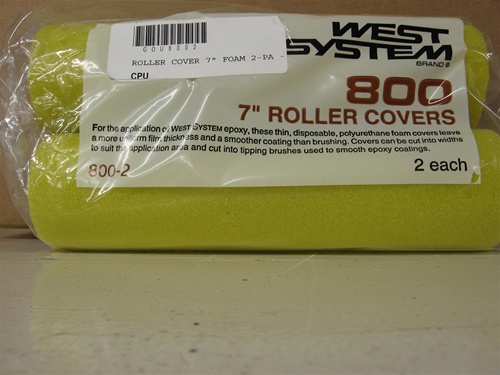 GOU8002
ROLLER COVER 7" FOAM 2-PA -
CPU
WEST
SYSTEM
BRAND®
800
7" ROLLER COVERS
For the application of WEST SYSTEM epoxy, these thin, disposable, polyurethane foam covers leave
a more uniform film thickness and a smoother coating than brushing. Covers can be cut into widths
to suit the application area and cut into tipping brushes used to smooth epoxy coatings.
800-2
2 each